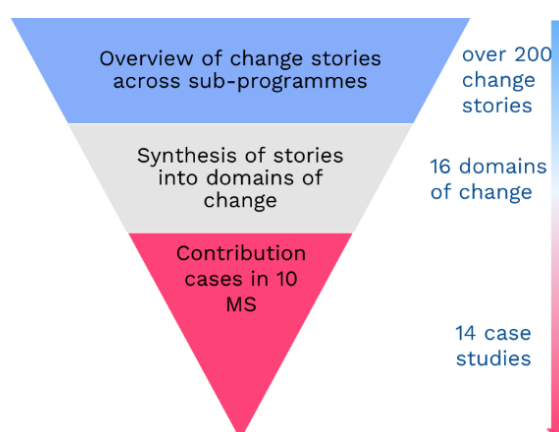 Overview of change stories
across sub-programmes
over 200
change
stories
Synthesis of stories
into domains of
change
16 domains
of change
Contribution
cases in 10
MS
14 case
studies